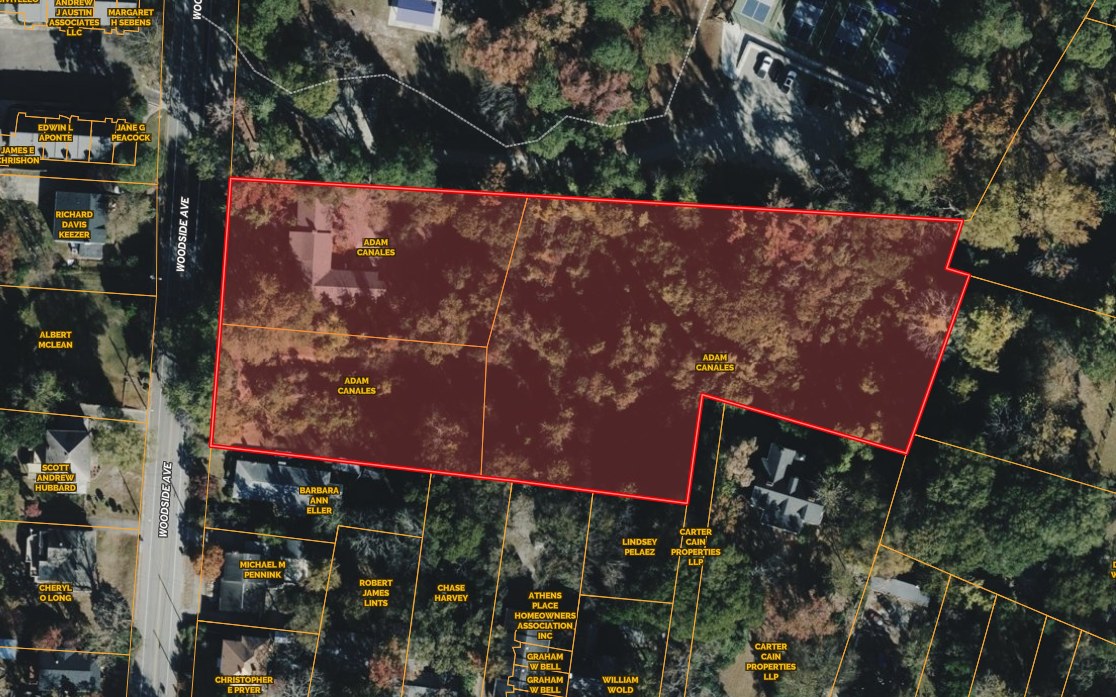 ANDREW
J AUSTIN
ASSOCIATES
LLC
MARGARET
H SEBENS
EDWIN L
APONTE
JANE G
PEACOCK
JAMES E
CHRISHON
RICHARD
DAVIS
KEEZER
WOODSIDE AVE
ADAM
CANALES
ALBERT
MCLEAN
ADAM
CANALES
ADAM
CANALES
SCOTT
ANDREW
HUBBARD
WOODSIDE AVE
BARBARA
ANN
ELLER
LINDSEY
PELAEZ
CARTER
CAIN
PROPERTIES
LLP
MICHAEL M
PENNINK
CHERYL
O LONG
ROBERT
JAMES
LINTS
CHASE
HARVEY
ATHENS
PLACE
HOMEOWNERS
ASSOCIATION
INC
GRAHAM
W BELL
GRAHAM
W BELL
CHRISTOPHER
E PRYER
WILLIAM
WOLD
CARTER
CAIN
PROPERTIES
LLP